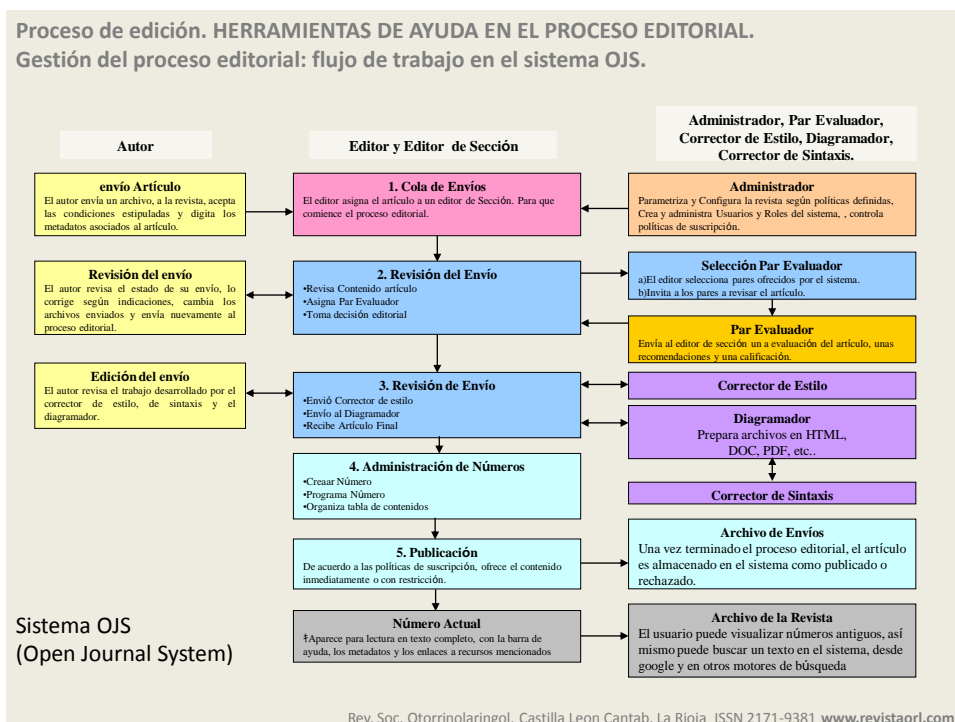 Proceso de edición. HERRAMIENTAS DE AYUDA EN EL PROCESO EDITORIAL.
Gestión del proceso editorial: flujo de trabajo en el sistema OJS.
Autor
Editor y Editor de Sección
Administrador, Par Evaluador,
Corrector de Estilo, Diagramador,
Corrector de Sintaxis.
envío Artículo
El autor envía un archivo, a la revista, acepta
las condiciones estipuladas y digita los
metadatos asociados al artículo.
1. Cola de Envíos
El editor asigna el artículo a un editor de Sección. Para que
comience el proceso editorial.
Administrador
Parametriza y Configura la revista según políticas definidas,
Crea y administra Usuarios y Roles del sistema, , controla
políticas de suscripción.
Revisión del envío
El autor revisa el estado de su envío, lo
corrige según indicaciones, cambia los
archivos enviados y envía nuevamente al
proceso editorial.
2. Revisión del Envío
•Revisa Contenido artículo
•Asigna Par Evaluador
•Toma decisión editorial
Selección Par Evaluador
a)El editor selecciona pares ofrecidos por el sistema.
b)Invita a los pares a revisar el artículo.
Par Evaluador
Envía al editor de sección un a evaluación del artículo, unas
recomendaciones y una calificación.
Edición del envío
El autor revisa el trabajo desarrollado por el
corrector de estilo, de sintaxis y el
diagramador.
3. Revisión de Envío
•Envió Corrector de estilo
•Envío al Diagramador
•Recibe Artículo Final
Corrector de Estilo
Diagramador
Prepara archivos en HTML,
DOC, PDF, etc..
Corrector de Sintaxis
4. Administración de Números
•Creaar Número
•Programa Número
•Organiza tabla de contenidos
5. Publicación
De acuerdo a las políticas de suscripción, ofrece el contenido
inmediatamente o con restricción.
Archivo de Envíos
Una vez terminado el proceso editorial, el artículo
es almacenado en el sistema como publicado o
rechazado.
Número Actual
‡Aparece para lectura en texto completo, con la barra de
ayuda, los metadatos y los enlaces a recursos mencionados
Archivo de la Revista
El usuario puede visualizar números antiguos, así
mismo puede buscar un texto en el sistema, desde
google y en otros motores de búsqueda
Sistema OJS
(Open Journal System)
Rev. Soc. Otorrinolaringol. Castilla Leon Cantab. La Rioja ISSN 2171-9381 www.revistaorl.com